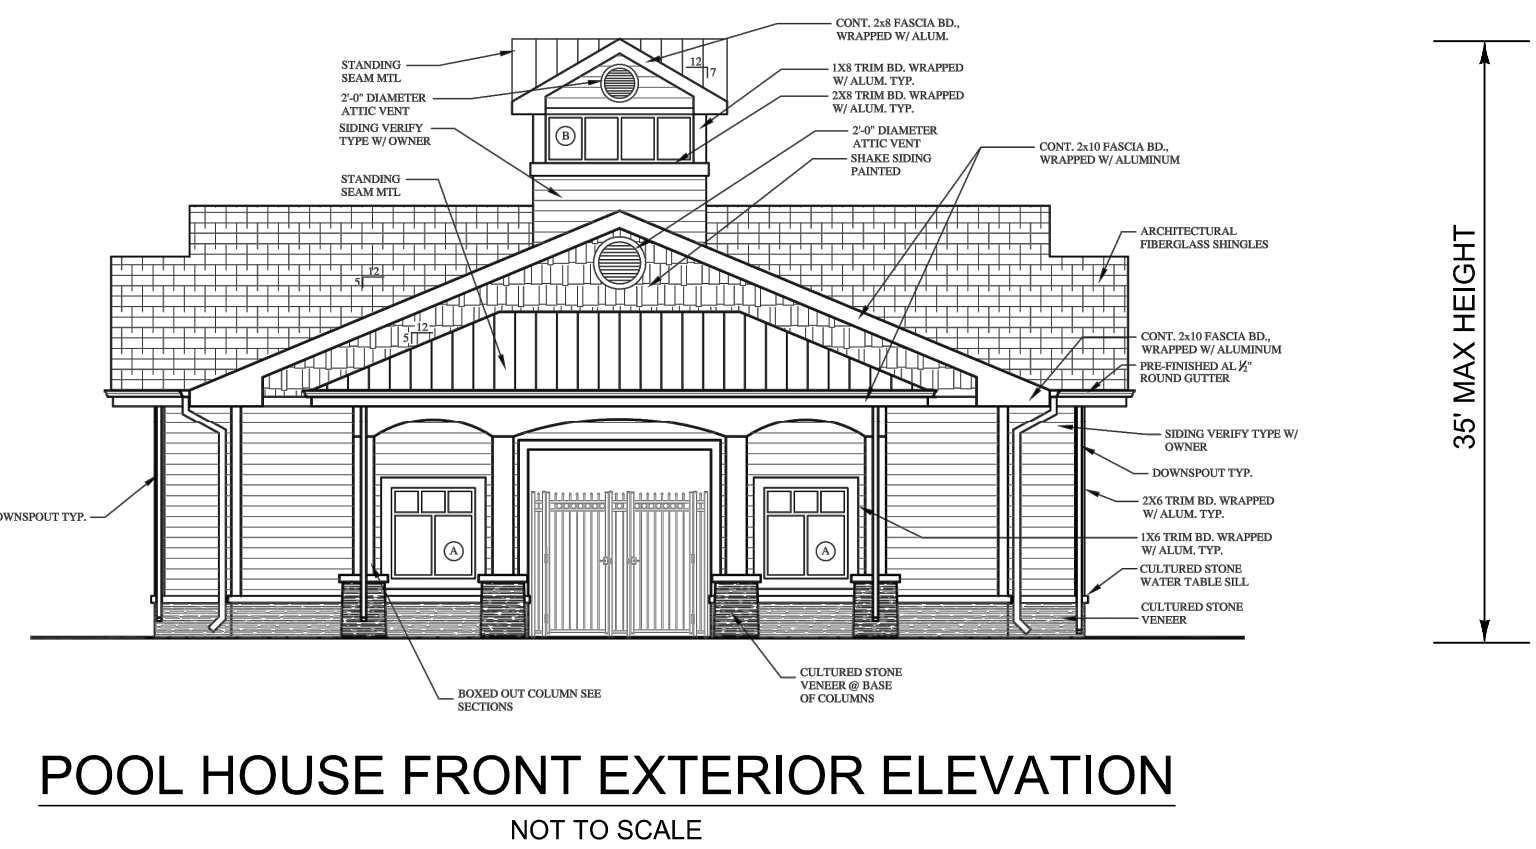 CONT. 2x8 FASCIA BD.,
WRAPPED W/ ALUM.
STANDING
SEAM MTL
12
7
1X8 TRIM BD. WRAPPED
W/ ALUM. TYP.
2'-0" DIAMETER
ATTIC VENT
2X8 TRIM BD. WRAPPED
W/ ALUM. TYP.
SIDING VERIFY
TYPE W/ OWNER
B
2'-0" DIAMETER
ATTIC VENT
SHAKE SIDING
PAINTED
CONT. 2x10 FASCIA BD.,
WRAPPED W/ ALUMINUM
STANDING
SEAM MTL
ARCHITECTURAL
FIBERGLASS SHINGLES
12
5
12
5
CONT. 2x10 FASCIA BD.,
WRAPPED W/ ALUMINUM
PRE-FINISHED AL ½"
ROUND GUTTER
35' MAX HEIGHT
SIDING VERIFY TYPE W/
OWNER
DOWNSPOUT TYP.
OWNSPOUT TYP.
2X6 TRIM BD. WRAPPED
W/ ALUM. TYP.
1X6 TRIM BD. WRAPPED
W/ ALUM. TYP.
A
A
CULTURED STONE
WATER TABLE SILL
CULTURED STONE
VENEER
CULTURED STONE
VENEER @ BASE
OF COLUMNS
BOXED OUT COLUMN SEE
SECTIONS
POOL HOUSE FRONT EXTERIOR ELEVATION
NOT TO SCALE